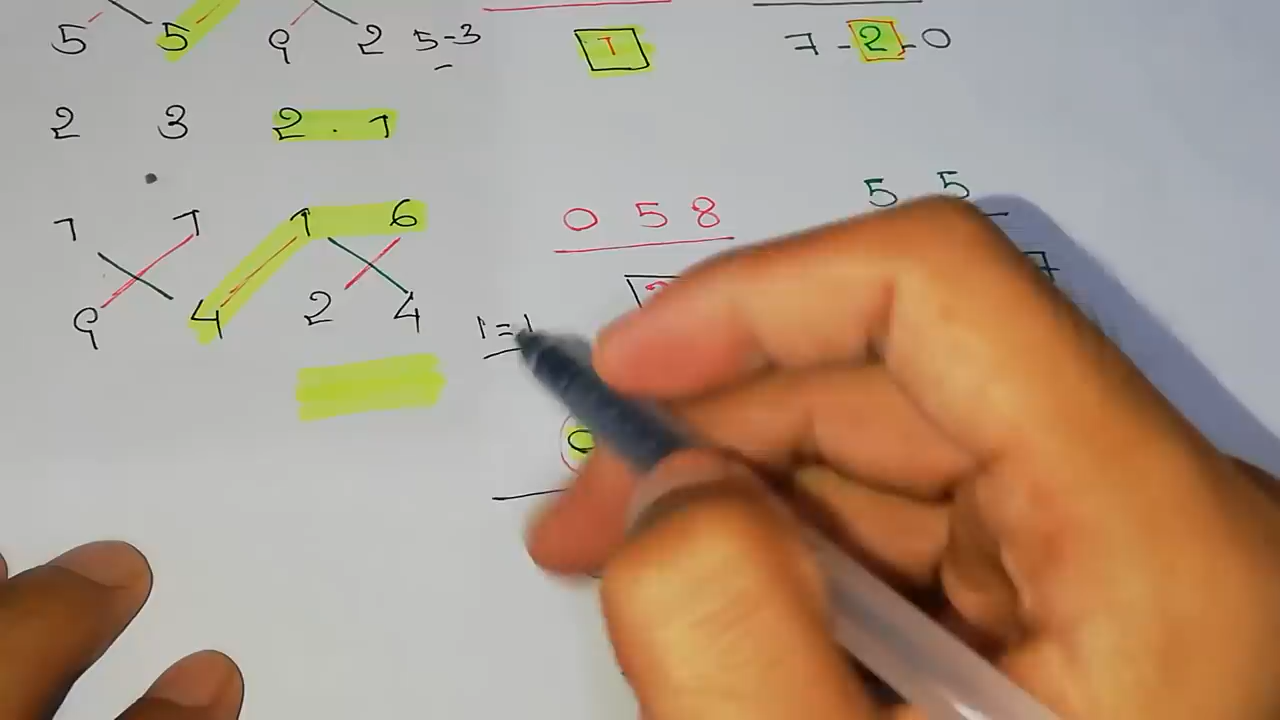 5 5 9 2 5-3
1
7-2-0
2 3 2 . 1
7 7 1 6
0 5 8
5 5
9 4 2 4
1=1